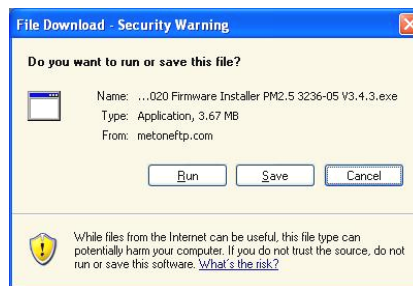 File Download - Security Warning
Do you want to run or save this file?
Name: ...020 Firmware Installer PM2.5 3236-05 V3.4.3.exe
Type: Application, 3.67 MB
From: metoneftp.com
Run Save Cancel
While files from the Internet can be useful, this file type can
potentially harm your computer. If you do not trust the source, do not
run or save this software. What's the risk?